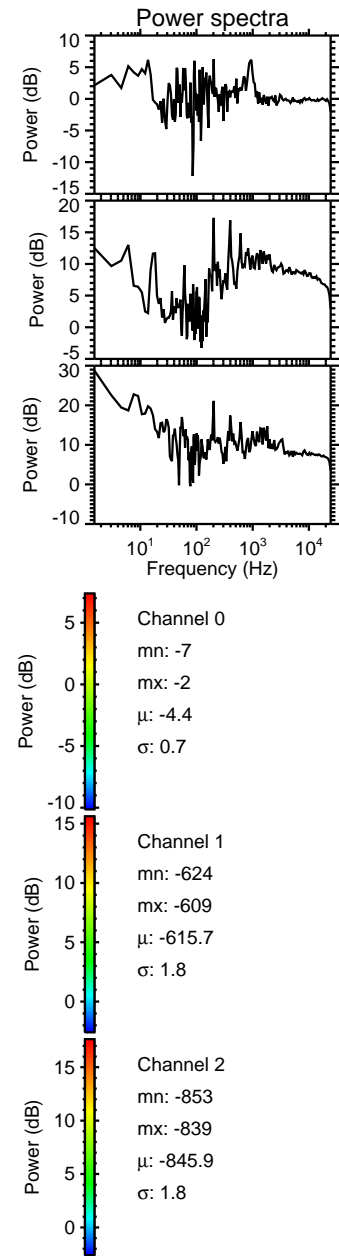 Power spectra
10
5
0
-5
-10
-15
Power (dB)
20
15
10
5
0
-5
Power (dB)
30
20
10
0
-10
Power (dB)
10^1 10^2 10^3 10^4
Frequency (Hz)
5
0
-5
-10
Power (dB)
Channel 0
mn: -7
mx: -2
μ: -4.4
σ: 0.7
15
10
5
0
Power (dB)
Channel 1
mn: -624
mx: -609
μ: -615.7
σ: 1.8
15
10
5
0
Power (dB)
Channel 2
mn: -853
mx: -839
μ: -845.9
σ: 1.8